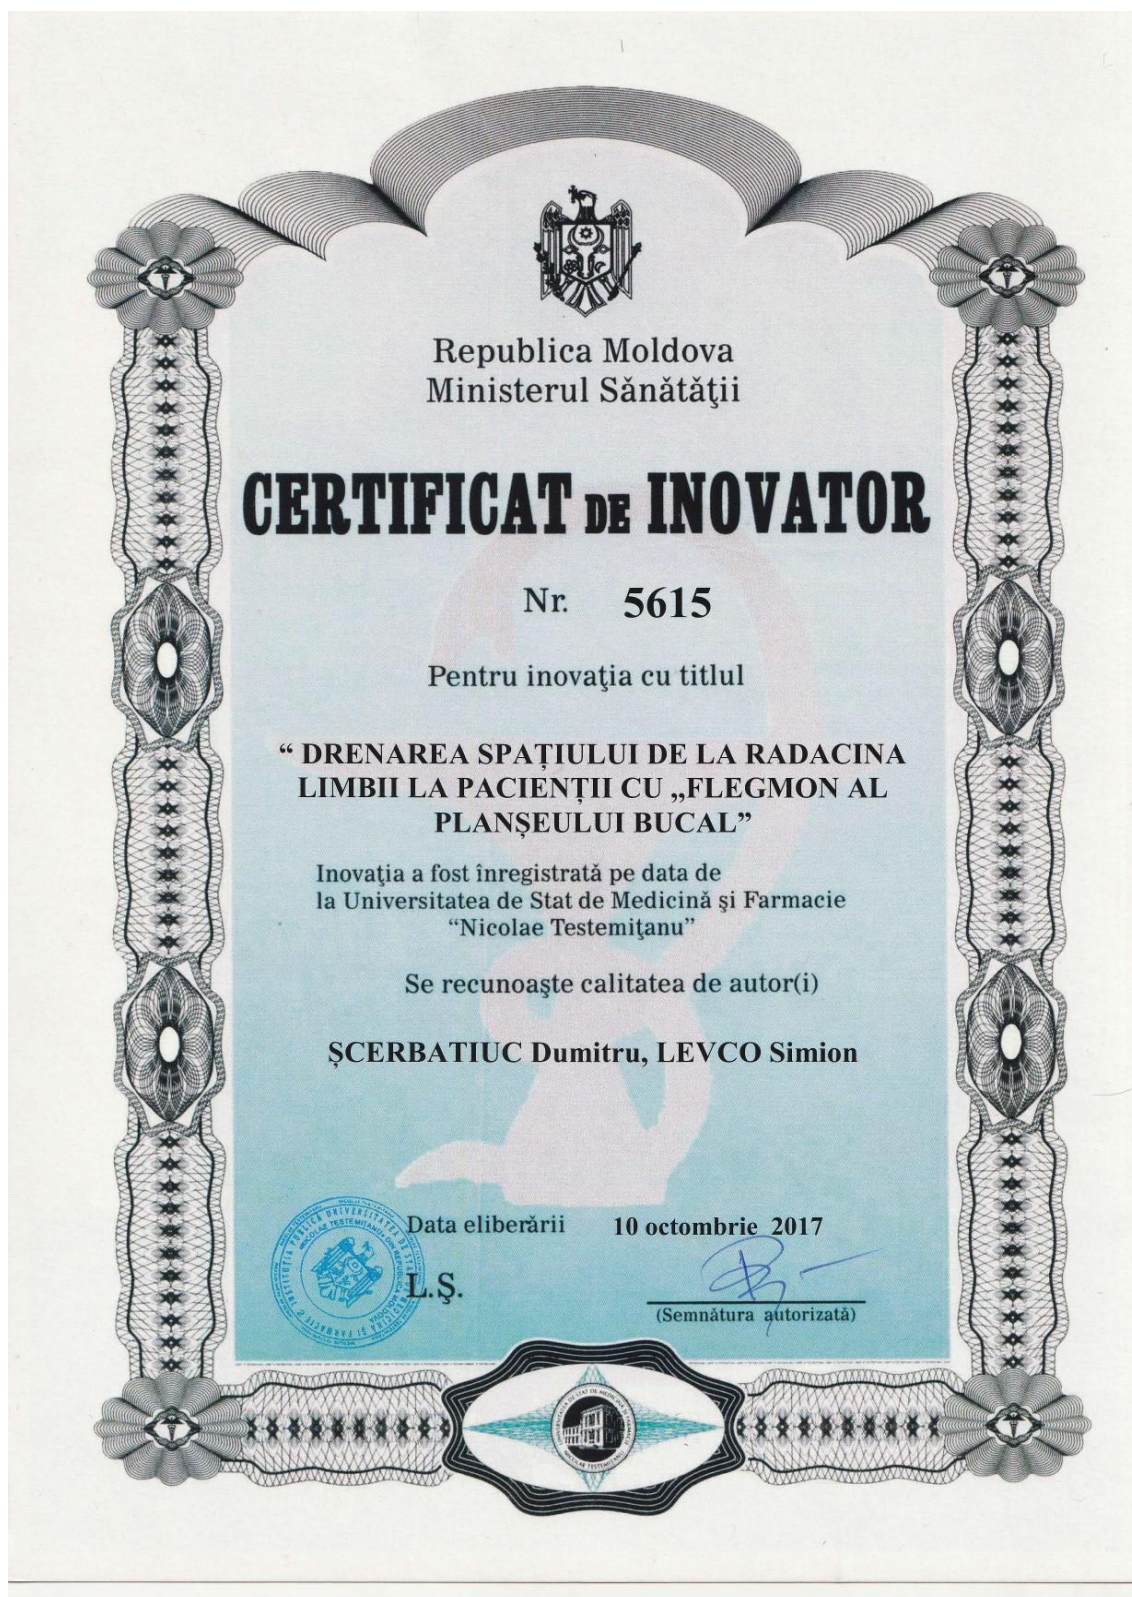 Republica Moldova
Ministerul Sănătăţii
CERTIFICAT DE INOVATOR
Nr. 5615
Pentru inovaţia cu titlul
“ DRENAREA SPAȚIULUI DE LA RADACINA
LIMBII LA PACIENȚII CU „FLEGMON AL
PLANȘEULUI BUCAL”
Inovaţia a fost înregistrată pe data de
la Universitatea de Stat de Medicină şi Farmacie
“Nicolae Testemiţanu”
Se recunoaşte calitatea de autor(i)
ȘCERBATIUC Dumitru, LEVCO Simion
Data eliberării 10 octombrie 2017
L.Ş.
(Semnătura autorizată)